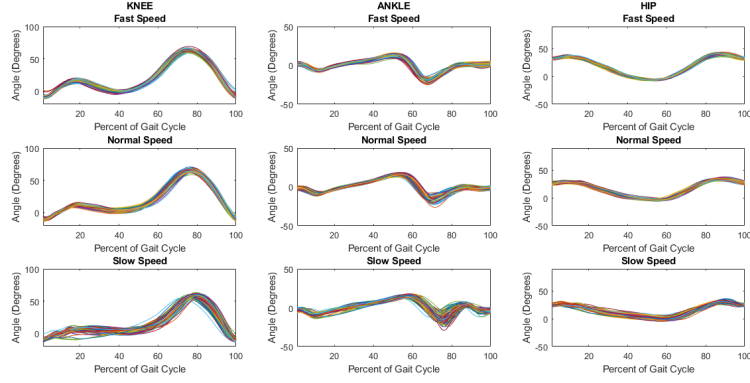 KNEE
Fast Speed
100
50
0
Angle (Degrees)
20 40 60 80 100
Percent of Gait Cycle
ANKLE
Fast Speed
50
0
-50
Angle (Degrees)
20 40 60 80 100
Percent of Gait Cycle
HIP
Fast Speed
50
0
-50
Angle (Degrees)
20 40 60 80 100
Percent of Gait Cycle
Normal Speed
100
50
0
Angle (Degrees)
20 40 60 80 100
Percent of Gait Cycle
Normal Speed
50
0
-50
Angle (Degrees)
20 40 60 80 100
Percent of Gait Cycle
Normal Speed
50
0
-50
Angle (Degrees)
20 40 60 80 100
Percent of Gait Cycle
Slow Speed
100
50
0
Angle (Degrees)
20 40 60 80 100
Percent of Gait Cycle
Slow Speed
50
0
-50
Angle (Degrees)
20 40 60 80 100
Percent of Gait Cycle
Slow Speed
50
0
-50
Angle (Degrees)
20 40 60 80 100
Percent of Gait Cycle